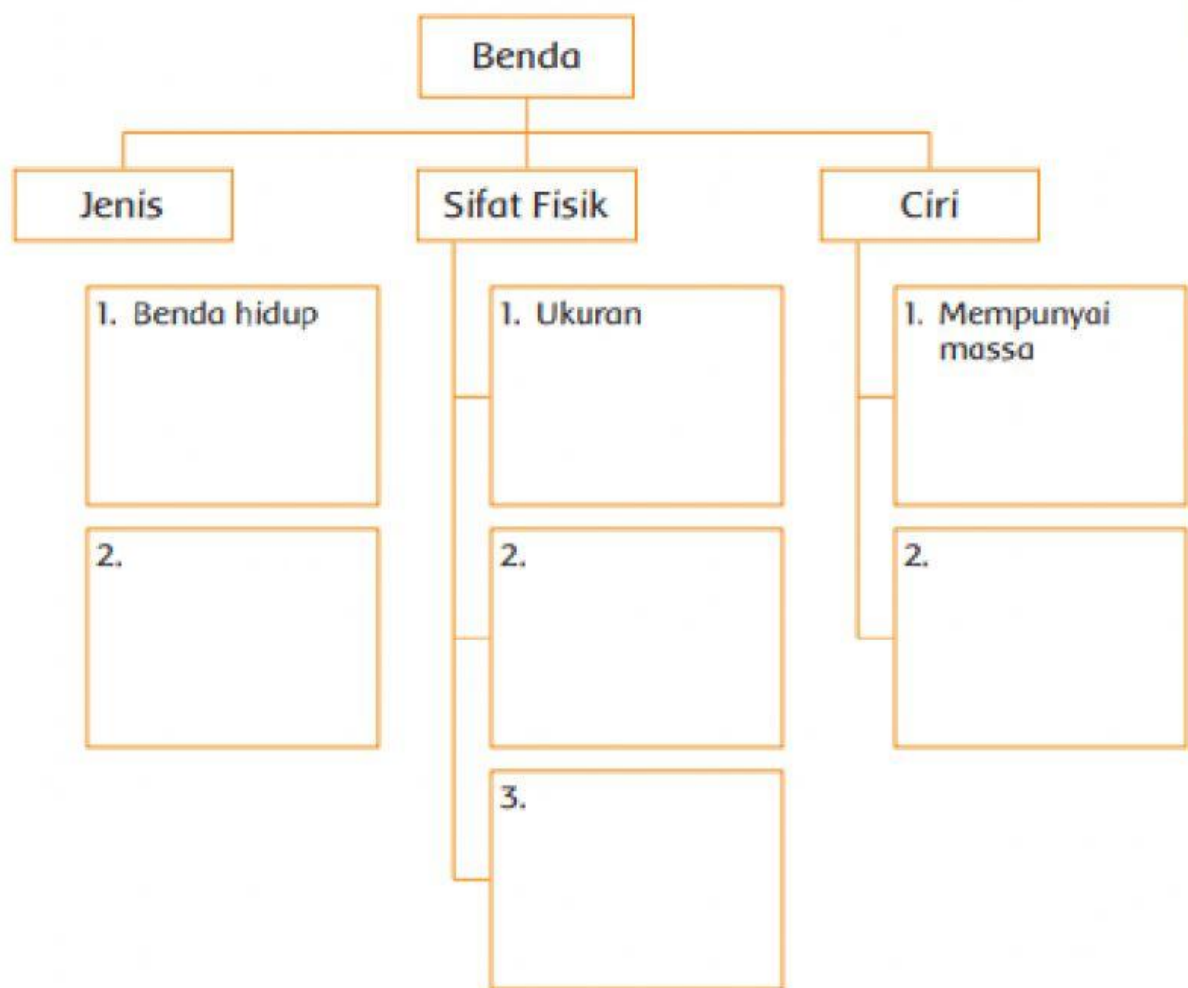 Benda
Jenis
Sifat Fisik
Ciri
1. Benda hidup
2.
1. Ukuran
2.
3.
1. Mempunyai
massa
2.